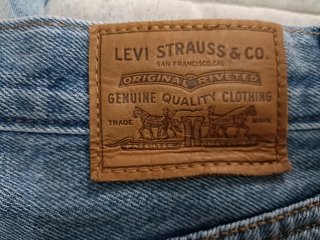 LEVI STRAUSS & CO.
SAN FRANCISCO, CAL.
ORIGINAL RIVETED
GENUINE QUALITY CLOTHING
TRADE MARK
PATENTED